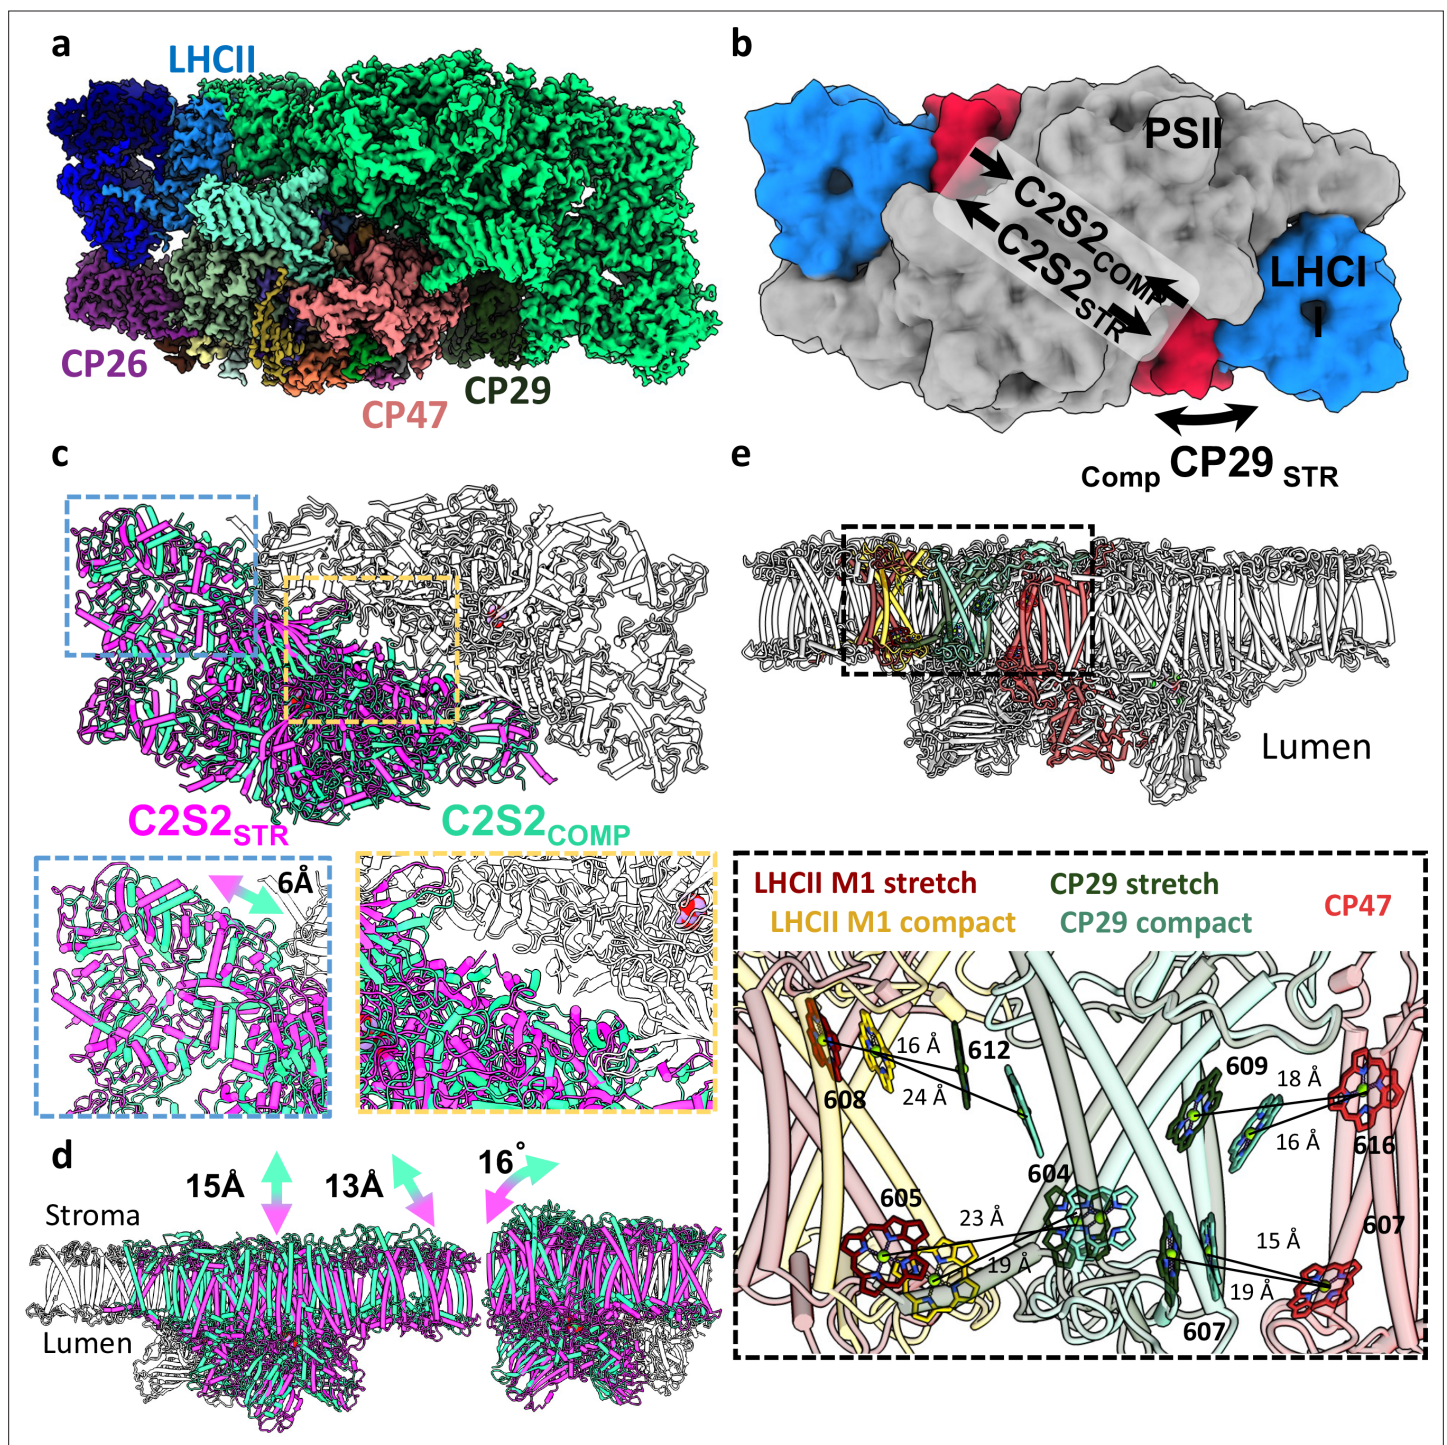 a
LHCII
CP26
CP47
CP29
b
PSII
C2S2COMP
C2S2STR
LHCI
I
Comp CP29 STR
c
C2S2STR
C2S2COMP
6Å
d
15Å
13Å
16°
Stroma
Lumen
e
Lumen
LHCII M1 stretch
CP29 stretch
CP47
LHCII M1 compact
CP29 compact
16 Å
612
24 Å
608
609
18 Å
16 Å
616
604
605
23 Å
19 Å
607
15 Å
19 Å
607